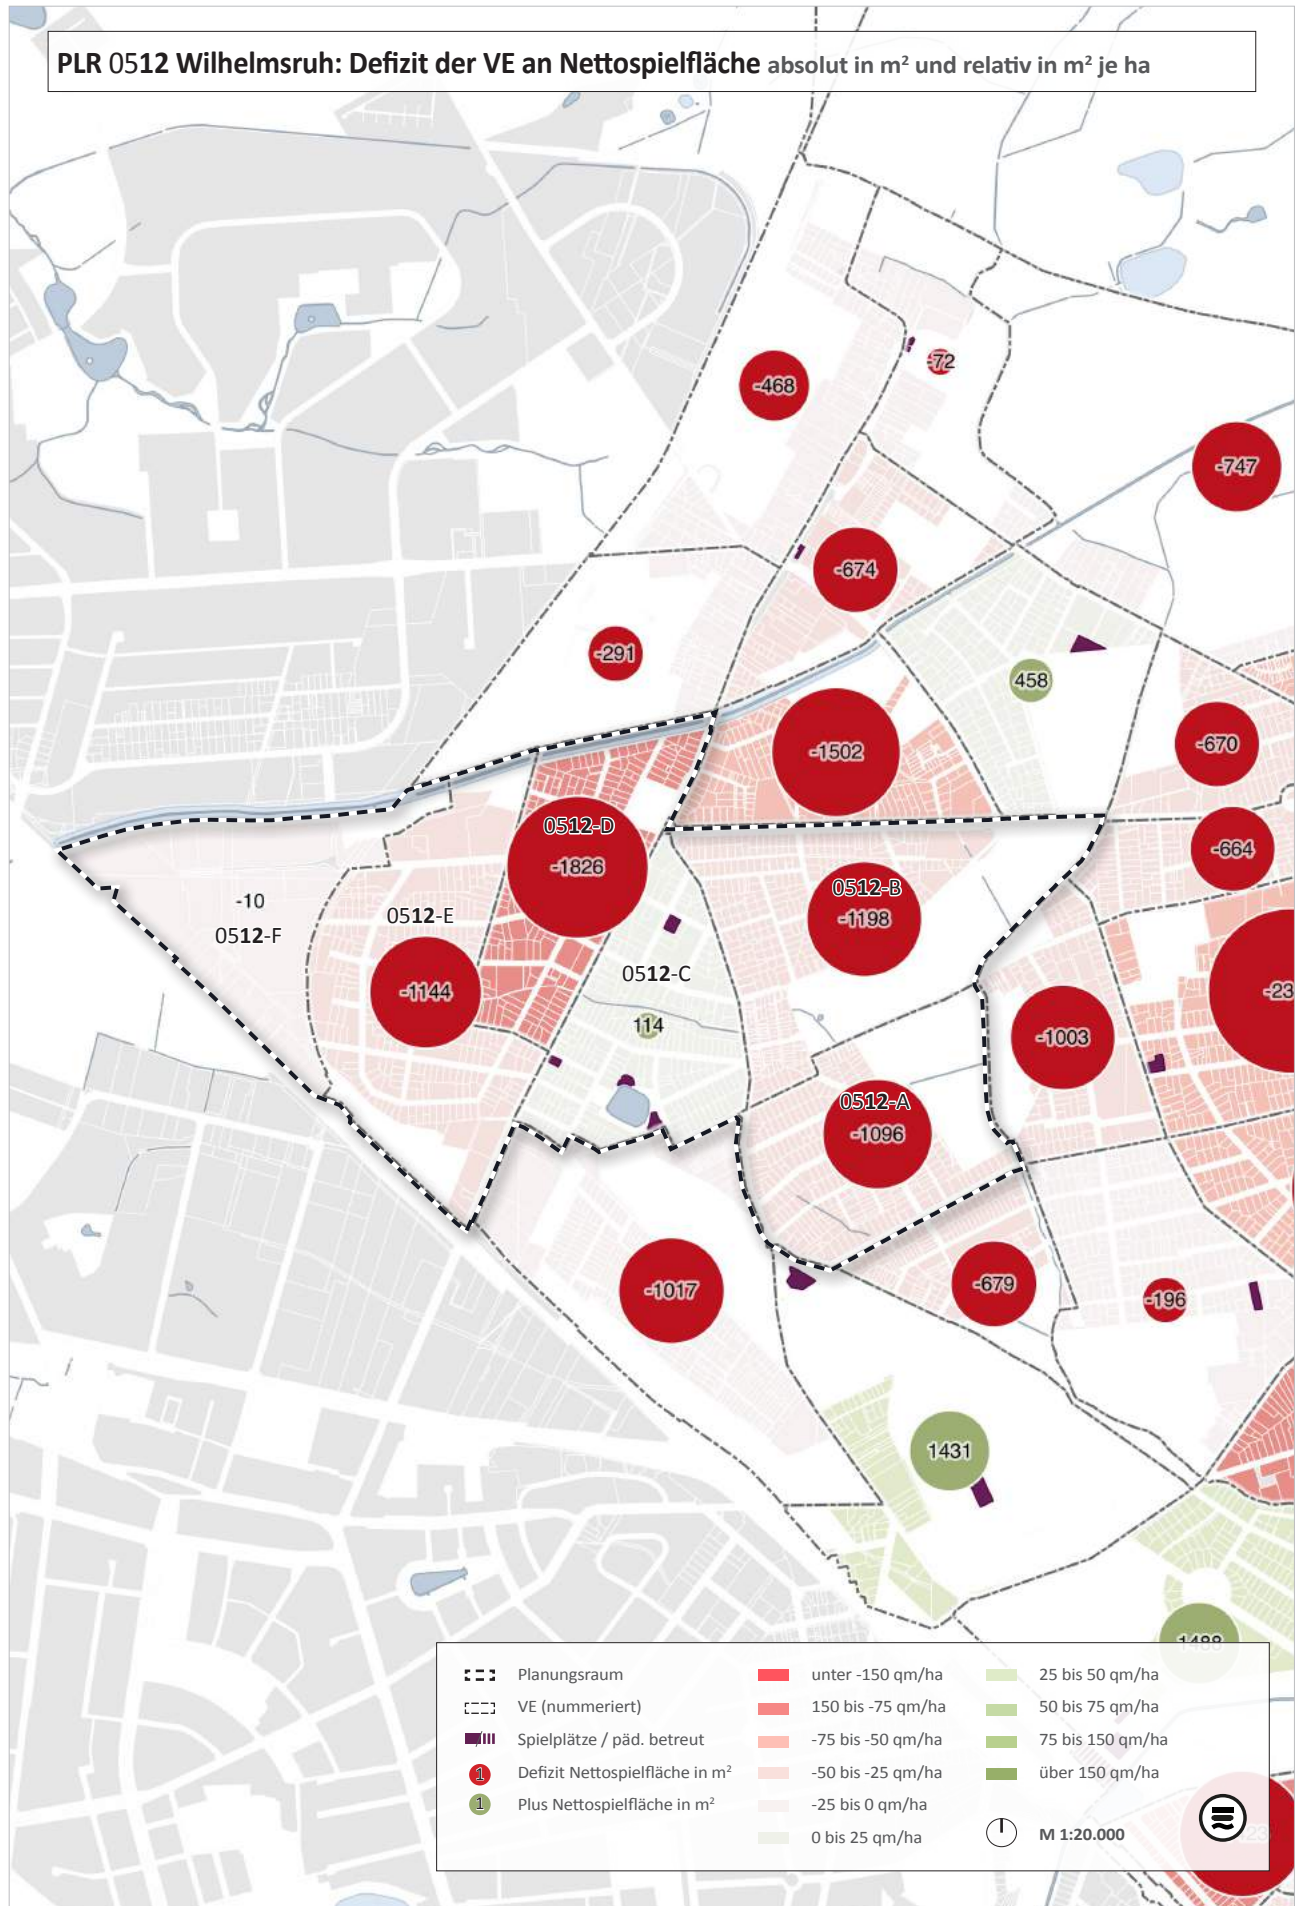 PLR 0512 Wilhelmsruh: Defizit der VE an Nettospielfläche absolut in m² und relativ in m² je ha
-72
-468
-747
-674
-291
458
-670
-1502
0512-D
-664
-1826
0512-B
-10
-1198
0512-E
0512-F
0512-C
-1144
-23
114
-1003
0512-A
-1096
-679
-1017
-196
1431
1488
Planungsraum
VE (nummeriert)
Spielplätze / päd. betreut
1 Defizit Nettospielfläche in m²
1 Plus Nettospielfläche in m²
unter -150 qm/ha
150 bis -75 qm/ha
-75 bis -50 qm/ha
-50 bis -25 qm/ha
-25 bis 0 qm/ha
0 bis 25 qm/ha
25 bis 50 qm/ha
50 bis 75 qm/ha
75 bis 150 qm/ha
über 150 qm/ha
M 1:20.000